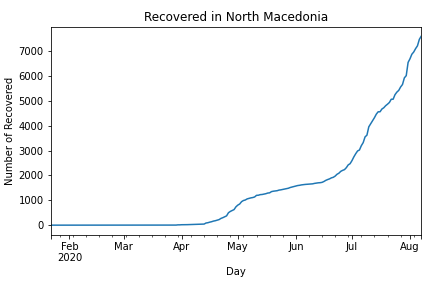 Recovered in North Macedonia
Number of Recovered
7000
6000
5000
4000
3000
2000
1000
0
Feb Mar Apr May Jun Jul Aug
2020
Day